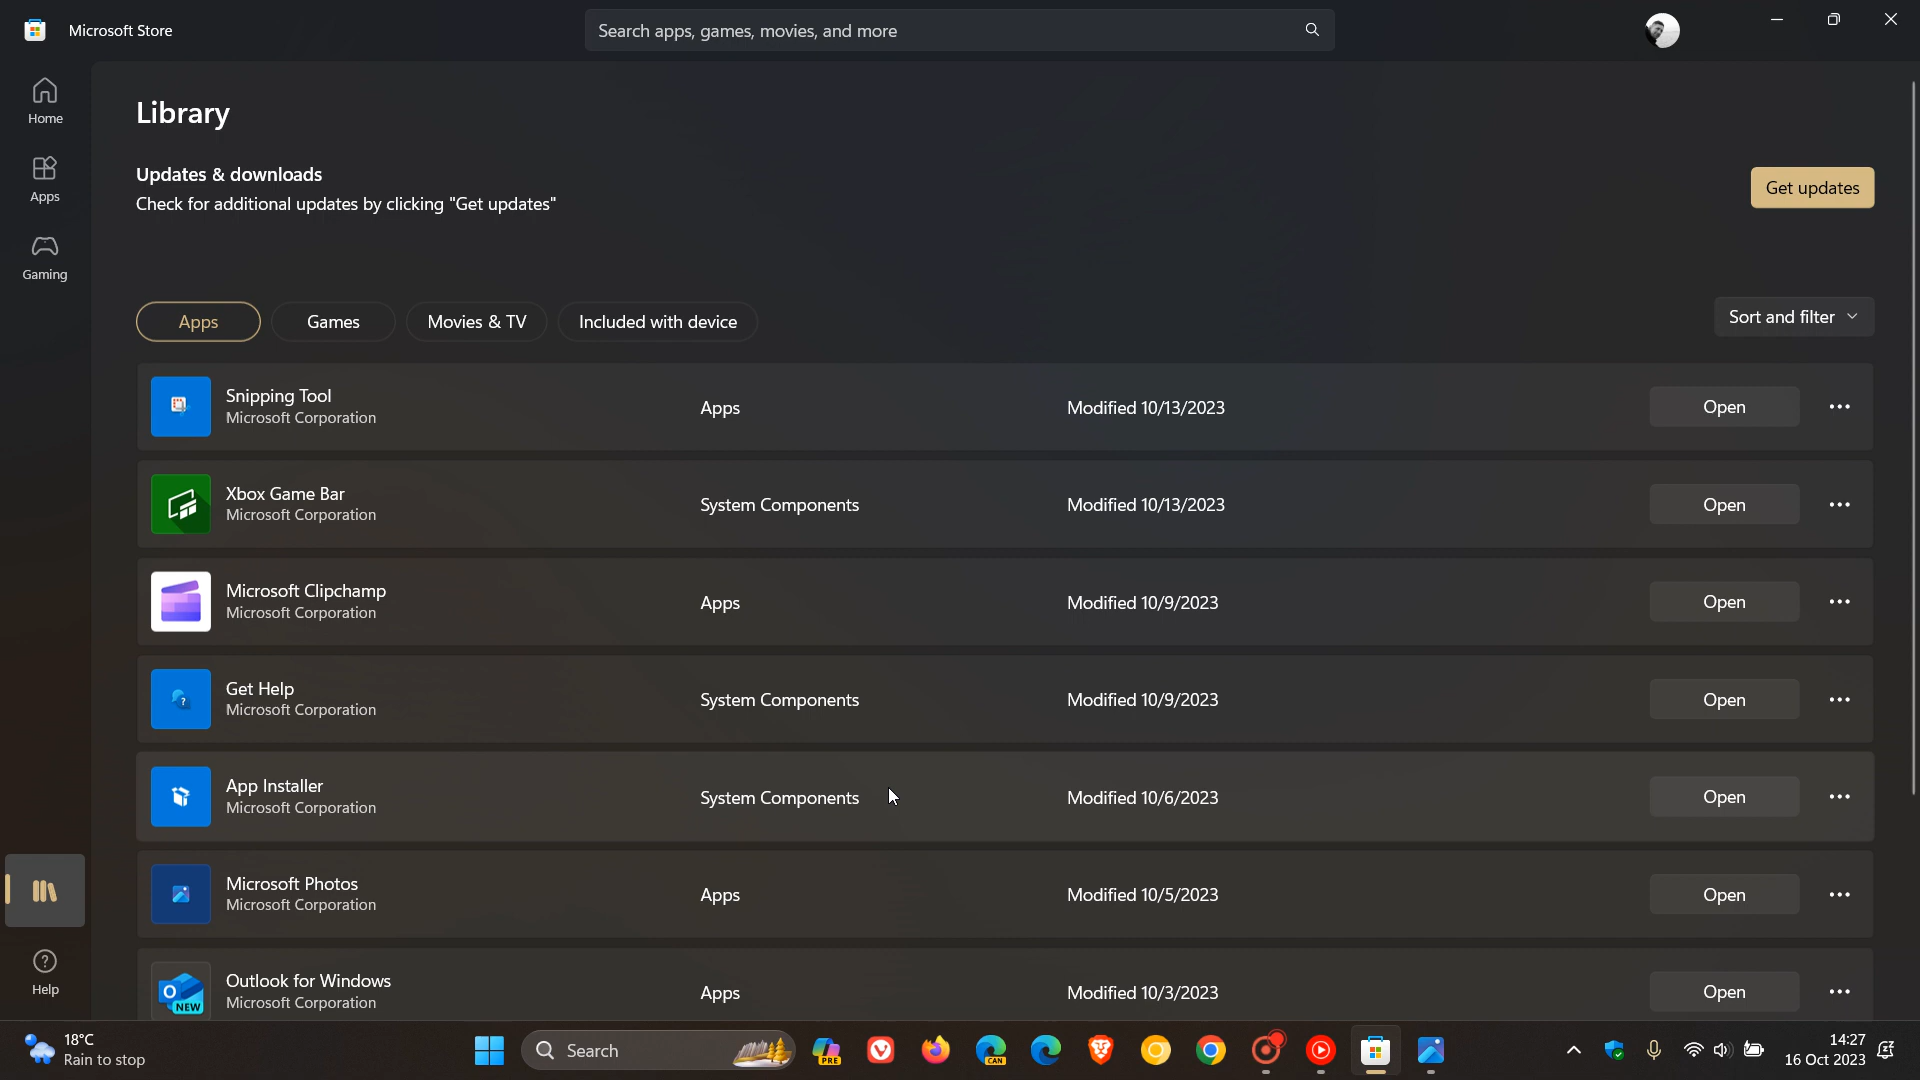 Microsoft Store
Search apps, games, movies, and more
Home
Apps
Gaming
Library
Updates & downloads
Check for additional updates by clicking "Get updates"
Get updates
Apps
Games
Movies & TV
Included with device
Sort and filter
Snipping Tool
Microsoft Corporation
Apps
Modified 10/13/2023
Open
Xbox Game Bar
Microsoft Corporation
System Components
Modified 10/13/2023
Open
Microsoft Clipchamp
Microsoft Corporation
Apps
Modified 10/9/2023
Open
Get Help
Microsoft Corporation
System Components
Modified 10/9/2023
Open
App Installer
Microsoft Corporation
System Components
Modified 10/6/2023
Open
Microsoft Photos
Microsoft Corporation
Apps
Modified 10/5/2023
Open
Outlook for Windows
Microsoft Corporation
Apps
Modified 10/3/2023
Open
O
NEW
Help
18°C
Rain to stop
Search
PRE
CAN
14:27
16 Oct 2023